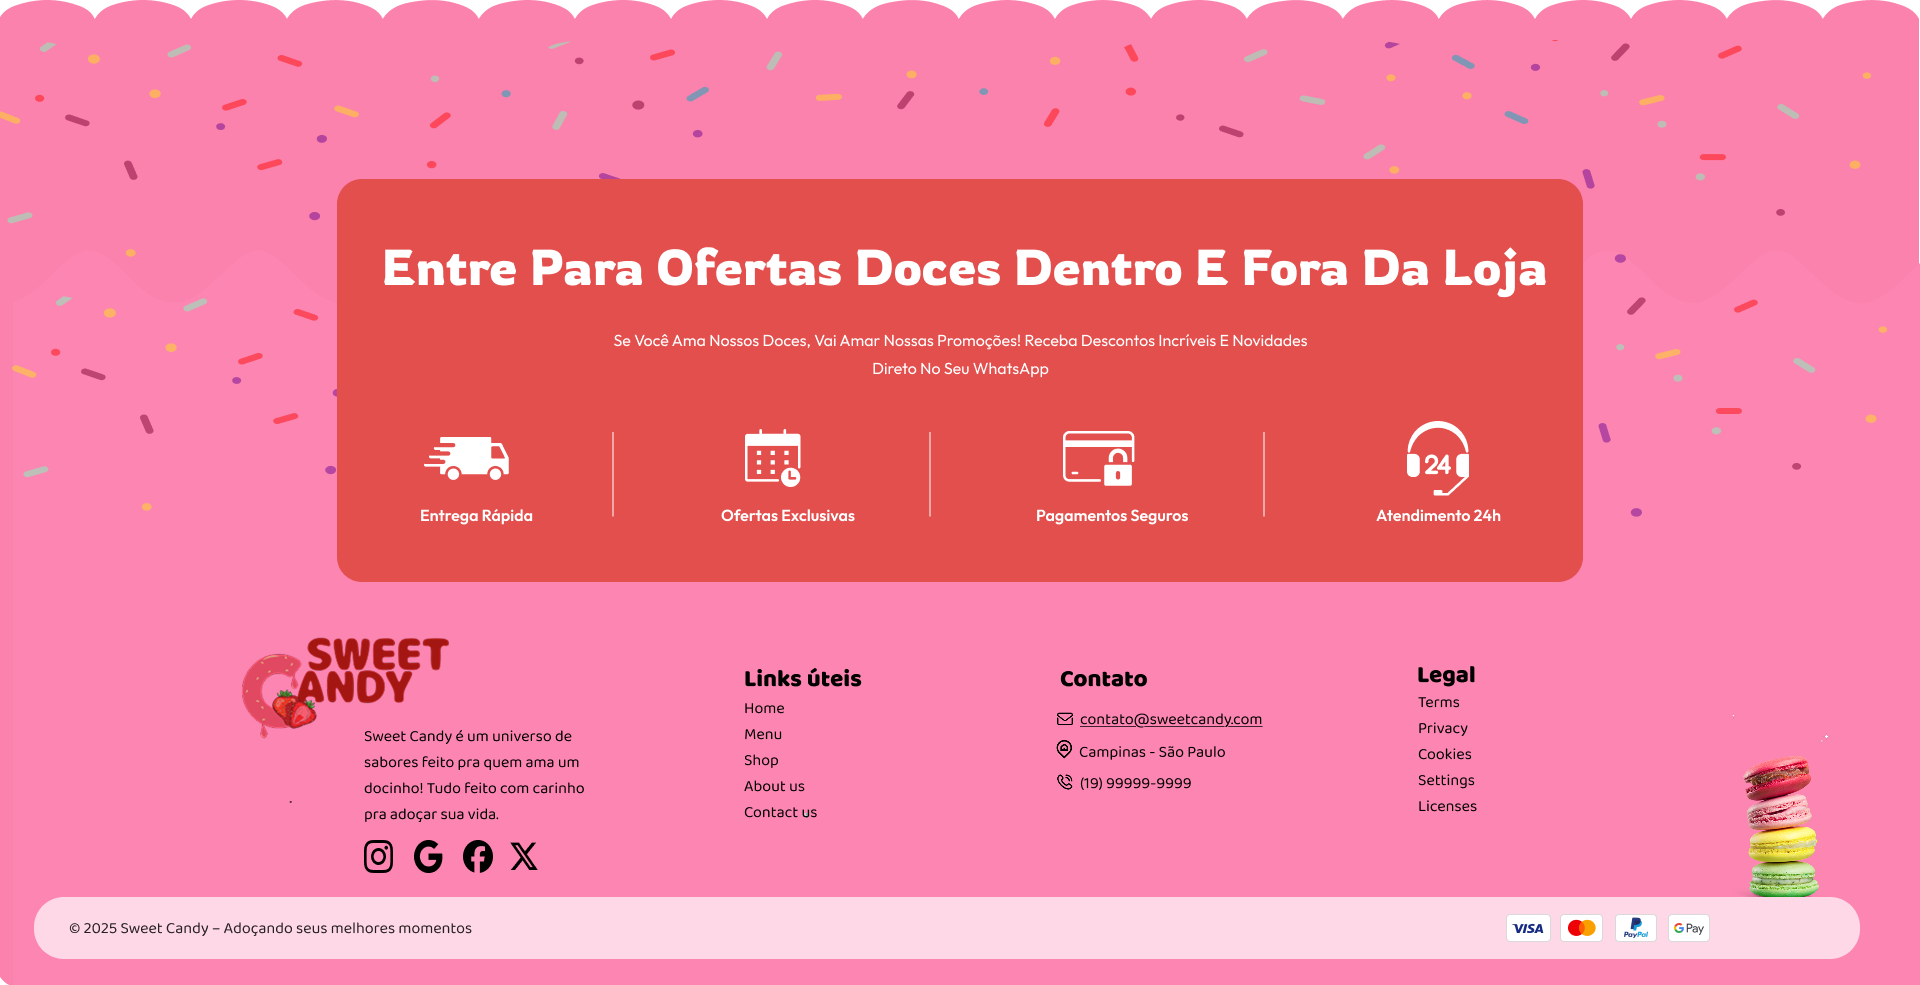 Entre Para Ofertas Doces Dentro E Fora Da Loja
Se Você Ama Nossos Doces, Vai Amar Nossas Promoções! Receba Descontos Incríveis E Novidades
Direto No Seu WhatsApp
24
Entrega Rápida
Ofertas Exclusivas
Pagamentos Seguros
Atendimento 24h
SWEET
CANDY
Sweet Candy é um universo de
sabores feito pra quem ama um
docinho! Tudo feito com carinho
pra adoçar sua vida.
Links úteis
Home
Menu
Shop
About us
Contact us
Contato
contato@sweetcandy.com
Campinas - São Paulo
(19) 99999-9999
Legal
Terms
Privacy
Cookies
Settings
Licenses
© 2025 Sweet Candy – Adoçando seus melhores momentos
VISA
PayPal
G Pay